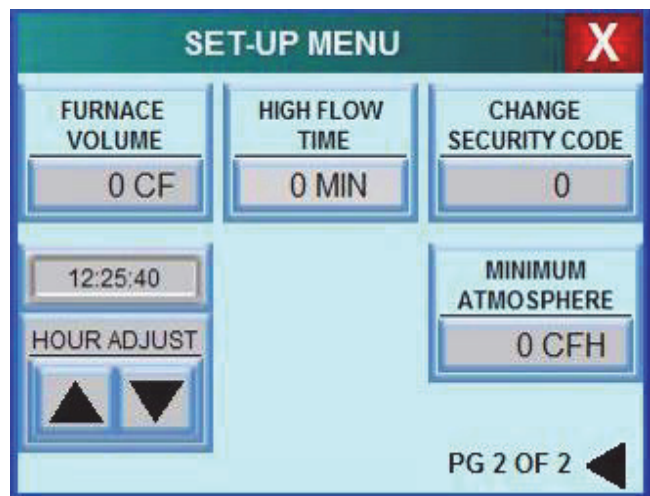 SET-UP MENU
X
FURNACE
VOLUME
0 CF
HIGH FLOW
TIME
0 MIN
CHANGE
SECURITY CODE
0
12:25:40
HOUR ADJUST
MINIMUM
ATMOSPHERE
0 CFH
PG 2 OF 2